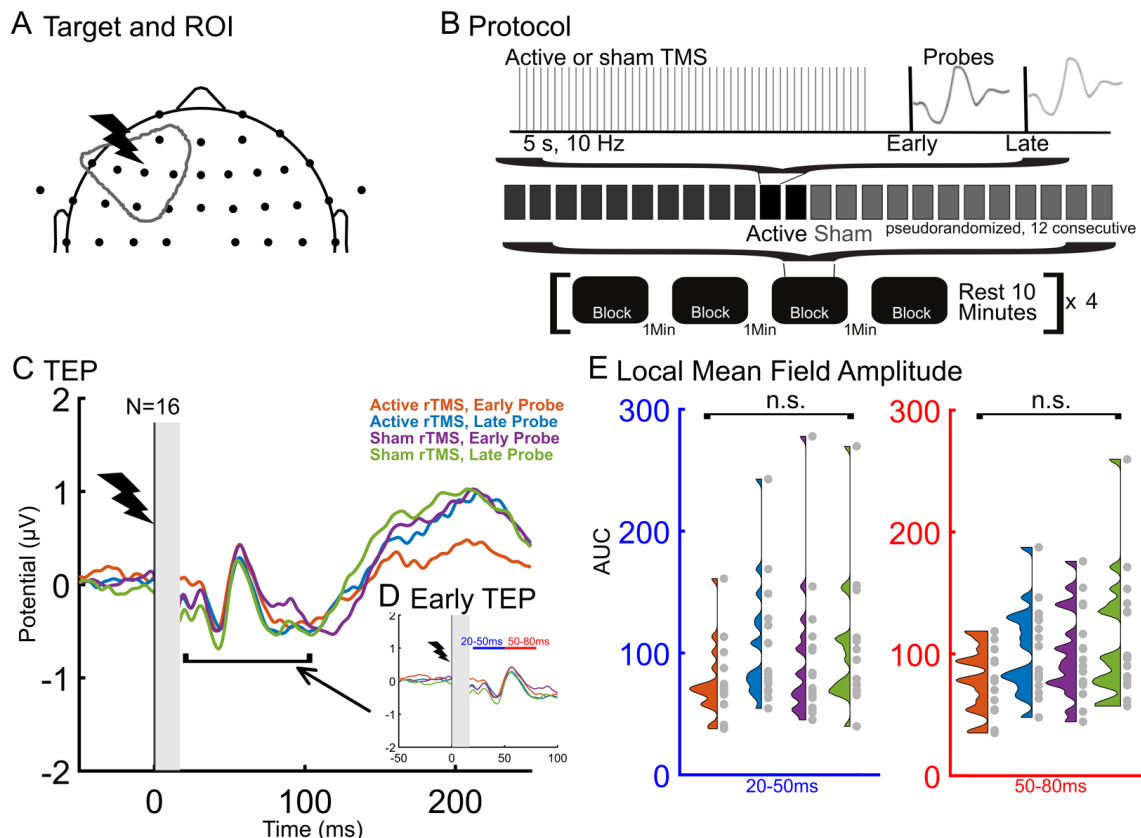 A Target and ROI
B Protocol
Active or sham TMS
Probes
5 s, 10 Hz
Early
Late
Active Sham
pseudorandomized, 12 consecutive
Block
Block
Block
Block
1Min
1Min
1Min
Rest 10
Minutes
x 4
C TEP
N=16
Active rTMS, Early Probe
Active rTMS, Late Probe
Sham rTMS, Early Probe
Sham rTMS, Late Probe
2
1
0
-1
-2
Potential (µV)
0
100
200
Time (ms)
D Early TEP
20-50ms
50-80ms
2
1
0
-1
-2
-50
0
50
100
E Local Mean Field Amplitude
n.s.
300
200
100
0
AUC
20-50ms
n.s.
300
200
100
0
50-80ms